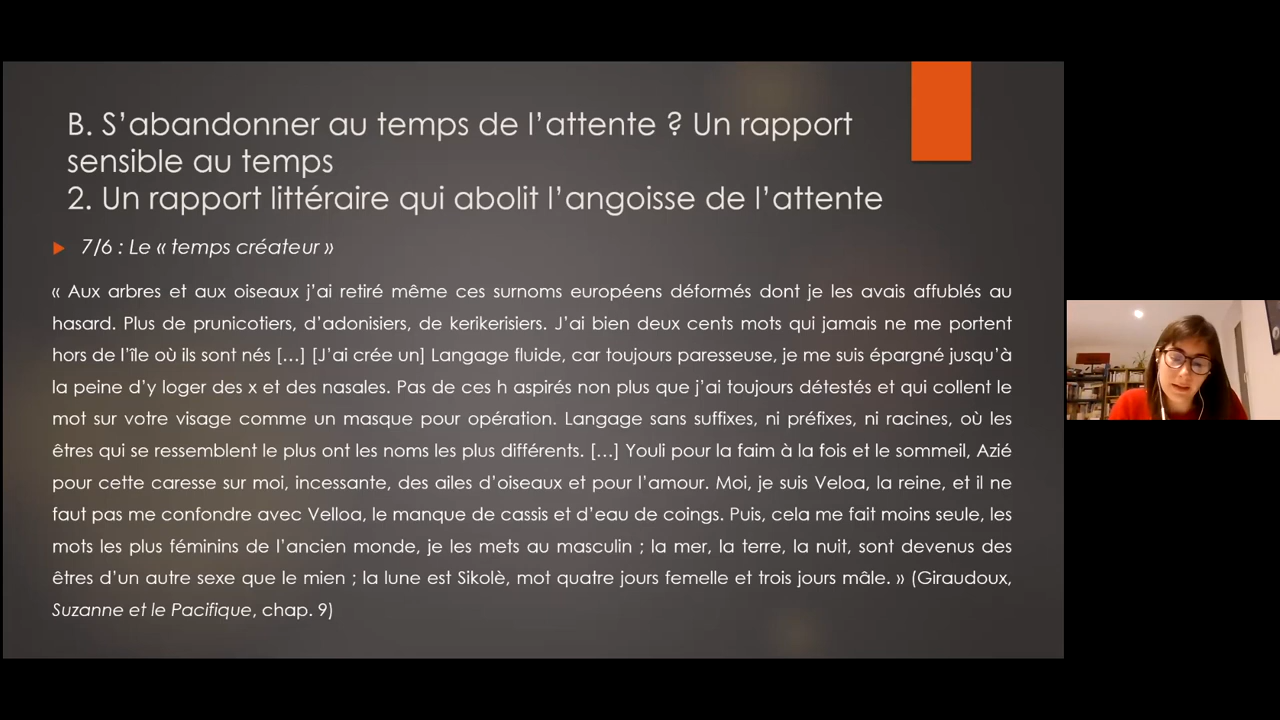 B. S’abandonner au temps de l’attente ? Un rapport
sensible au temps
2. Un rapport littéraire qui abolit l’angoisse de l’attente
7/6 : Le « temps créateur »
« Aux arbres et aux oiseaux j’ai retiré même ces surnoms européens déformés dont je les avais affublés au
hasard. Plus de prunicotiers, d’adonisiers, de kerikerisiers. J’ai bien deux cents mots qui jamais ne me portent
hors de l’île où ils sont nés […] [J’ai crée un] Langage fluide, car toujours paresseuse, je me suis épargné jusqu’à
la peine d’y loger des x et des nasales. Pas de ces h aspirés non plus que j’ai toujours détestés et qui collent le
mot sur votre visage comme un masque pour opération. Langage sans suffixes, ni préfixes, ni racines, où les
êtres qui se ressemblent le plus ont les noms les plus différents. […] Youli pour la faim à la fois et le sommeil, Azié
pour cette caresse sur moi, incessante, des ailes d’oiseaux et pour l’amour. Moi, je suis Veloa, la reine, et il ne
faut pas me confondre avec Velloa, le manque de cassis et d’eau de coings. Puis, cela me fait moins seule, les
mots les plus féminins de l’ancien monde, je les mets au masculin ; la mer, la terre, la nuit, sont devenus des
êtres d’un autre sexe que le mien ; la lune est Sikolè, mot quatre jours femelle et trois jours mâle. » (Giraudoux,
Suzanne et le Pacifique, chap. 9)